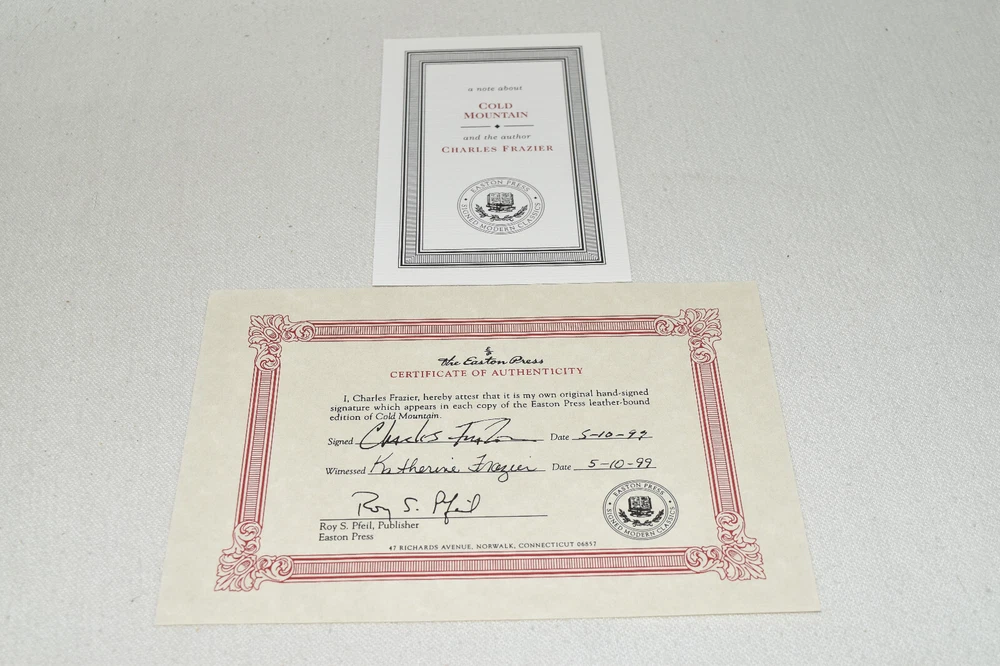 a note about
COLD
MOUNTAIN
and the author
CHARLES FRAZIER
EASTON PRESS
SIGNED MODERN CLASSICS
The Easton Press
CERTIFICATE OF AUTHENTICITY
I, Charles Frazier, hereby attest that it is my own original hand-signed
signature which appears in each copy of the Easton Press leather-bound
edition of Cold Mountain.
Signed Charles Frazier Date 5-10-99
Witnessed Katherine Frazier Date 5-10-99
Roy S. Pfeil
Roy S. Pfeil, Publisher
Easton Press
EASTON PRESS
SIGNED MODERN CLASSICS
47 RICHARDS AVENUE, NORWALK, CONNECTICUT 06857